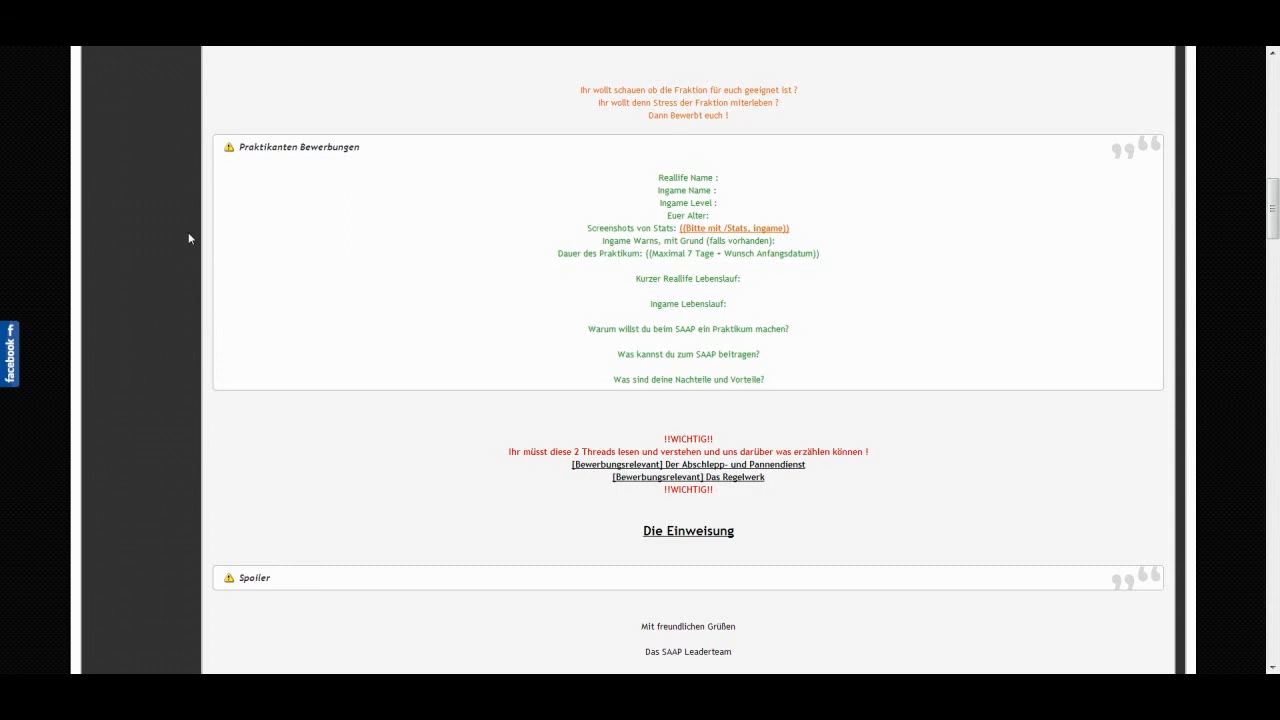 Ihr wollt schauen ob die Fraktion für euch geeignet ist ?
Ihr wollt denn Stress der Fraktion miterleben ?
Dann Bewerbt euch !
Praktikanten Bewerbungen
Reallife Name :
Ingame Name :
Ingame Level :
Euer Alter:
Screenshots von Stats: ((Bitte mit /Stats, ingame))
Ingame Warns, mit Grund (falls vorhanden):
Dauer des Praktikum: ((Maximal 7 Tage + Wunsch Anfangsdatum))
Kurzer Reallife Lebenslauf:
Ingame Lebenslauf:
Warum willst du beim SAAP ein Praktikum machen?
Was kannst du zum SAAP beitragen?
Was sind deine Nachteile und Vorteile?
facebook
!!WICHTIG!!
Ihr müsst diese 2 Threads lesen und verstehen und uns darüber was erzählen können !
[Bewerbungsrelevant] Der Abschlepp- und Pannendienst
[Bewerbungsrelevant] Das Regelwerk
!!WICHTIG!!
Die Einweisung
Spoiler
Mit freundlichen Grüßen
Das SAAP Leaderteam